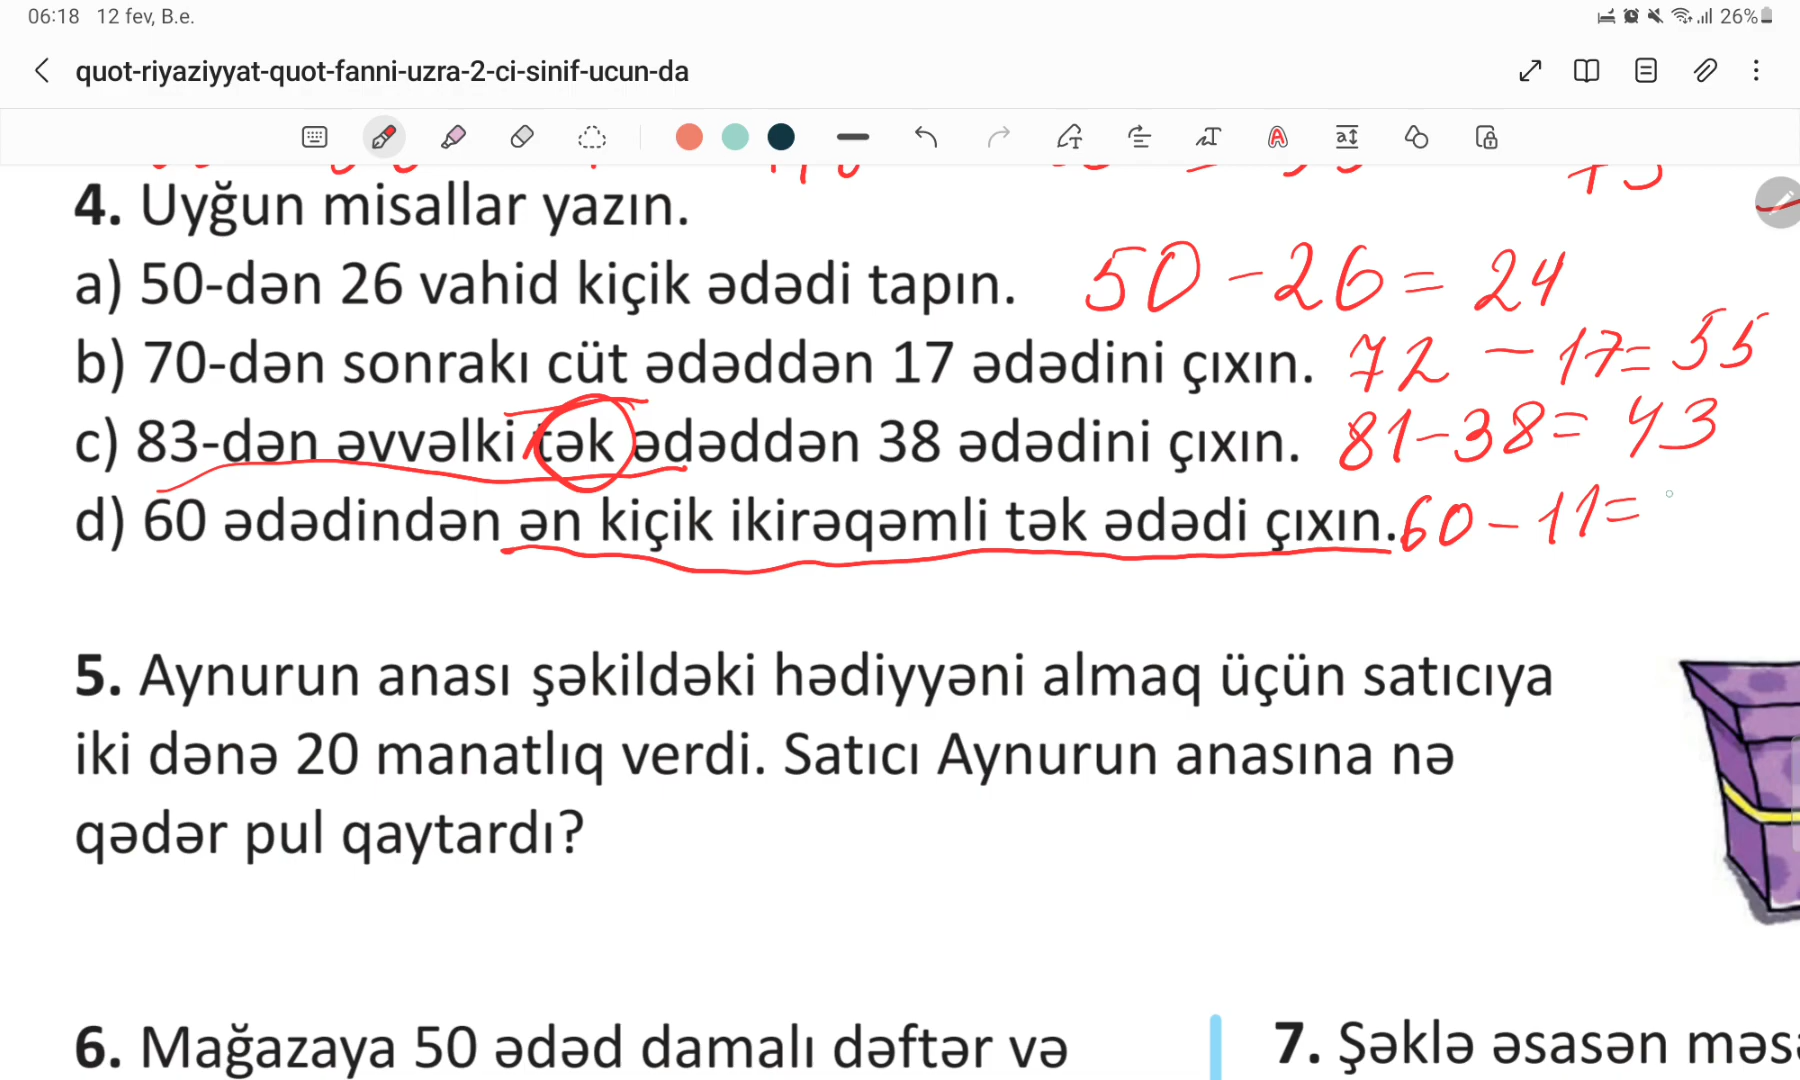 06:18 12 fev, B.e.
26%
quot-riyaziyyat-quot-fanni-uzra-2-ci-sinif-ucun-da
4. Uyğun misallar yazın.
a) 50-dən 26 vahid kiçik ədədi tapın. 50-26=24
b) 70-dən sonrakı cüt ədəddən 17 ədədini çıxın. 72-17=55
c) 83-dən əvvəlki tək ədəddən 38 ədədini çıxın. 81-38=43
d) 60 ədədindən ən kiçik ikirəqəmli tək ədədi çıxın. 60-11=
5. Aynurun anası şəkildəki hədiyyəni almaq üçün satıcıya
iki dənə 20 manatlıq verdi. Satıcı Aynurun anasına nə
qədər pul qaytardı?
6. Mağazaya 50 ədəd damalı dəftər və
7. Şəklə əsasən